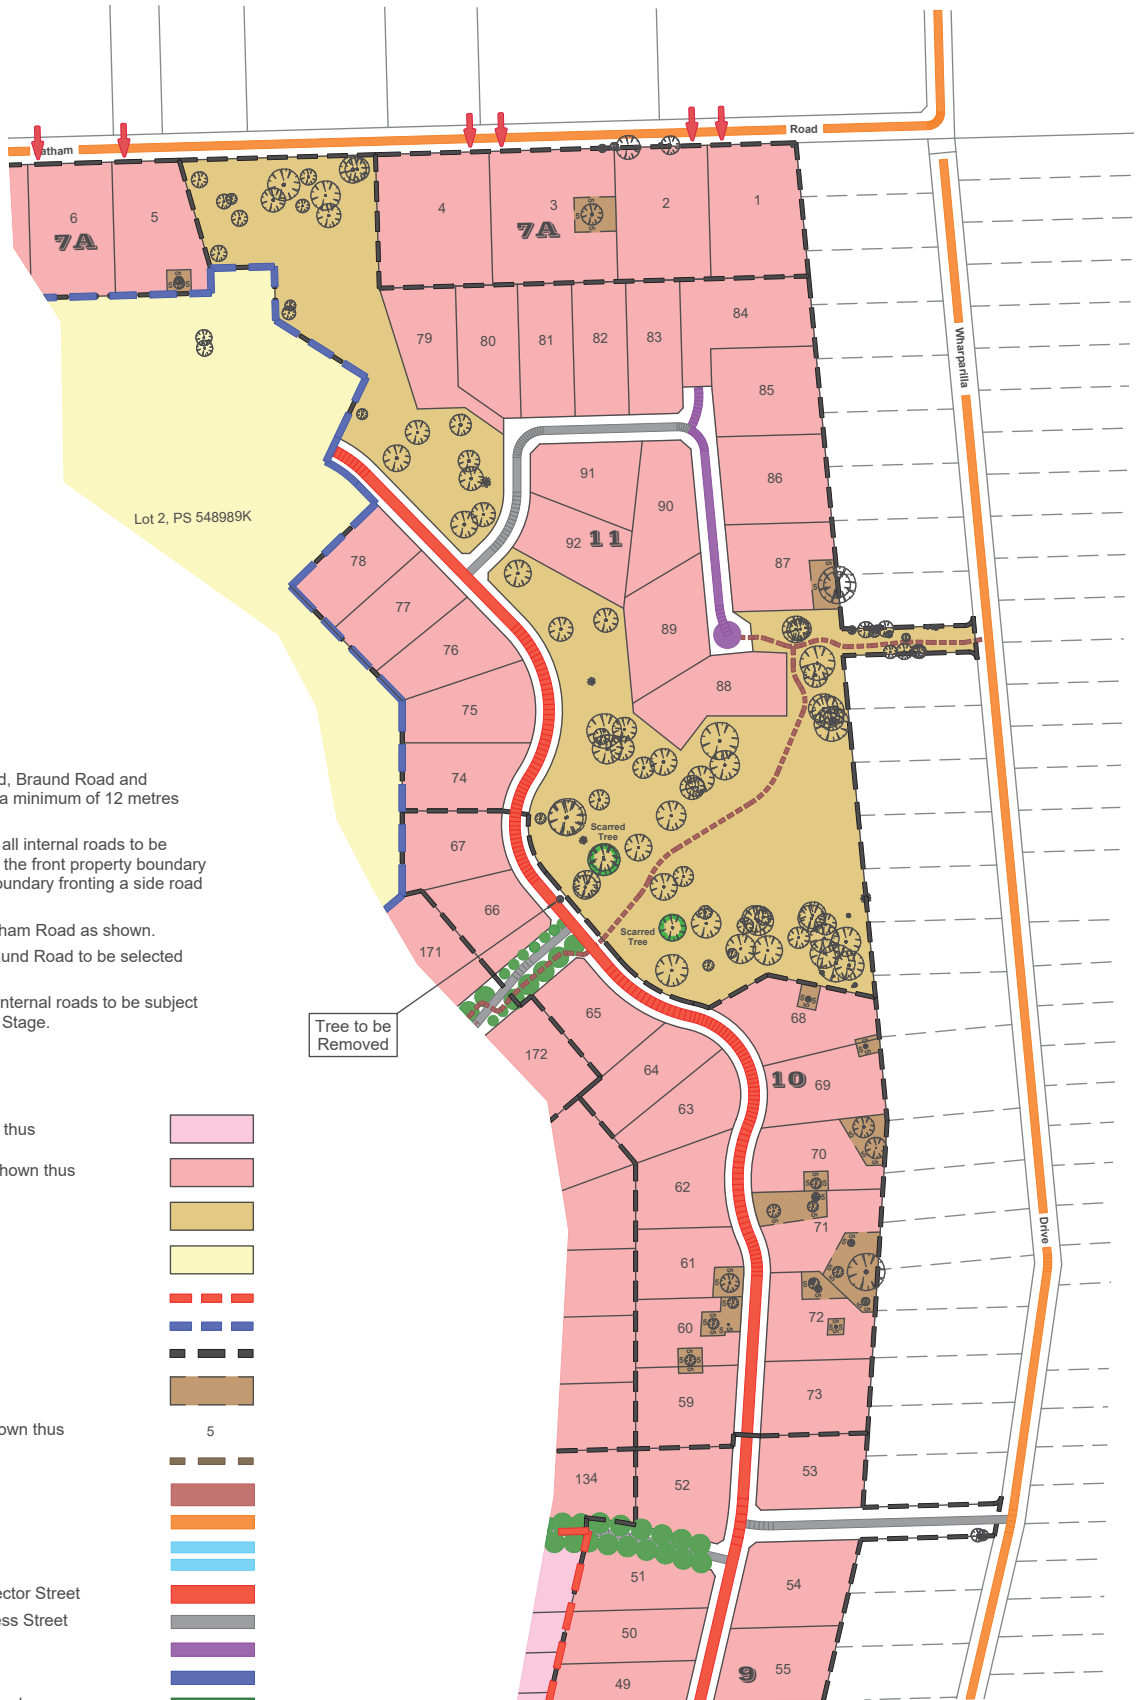 atham
Road
6
5
7A
4
3
7A
2
1
79
80
81
82
83
84
85
86
87
Wharparilla
91
90
92
11
89
88
Lot 2, PS 548989K
78
77
76
75
74
67
66
171
Scarred
Tree
Scarred
Tree
d, Braund Road and
a minimum of 12 metres
all internal roads to be
the front property boundary
oundary fronting a side road
ham Road as shown.
aund Road to be selected
internal roads to be subject
Stage.
Tree to be
Removed
65
172
64
63
68
10
69
70
62
71
61
72
60
59
73
Drive
thus
hown thus
own thus
5
ector Street
ess Street
134
52
53
51
54
50
49
9
55